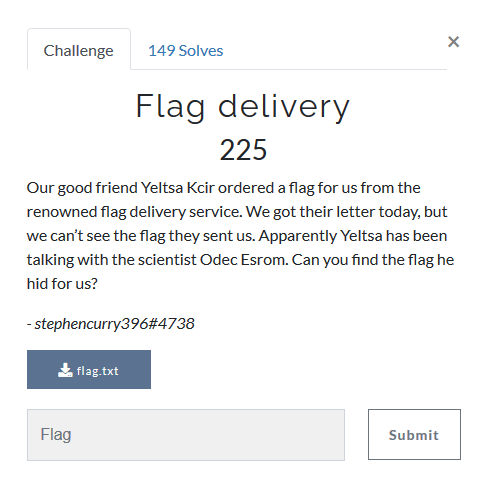 Challenge
149 Solves
×
Flag delivery
225
Our good friend Yeltsa Kcir ordered a flag for us from the
renowned flag delivery service. We got their letter today, but
we can’t see the flag they sent us. Apparently Yeltsa has been
talking with the scientist Odec Esrom. Can you find the flag he
hid for us?
- stephencurry396#4738
flag.txt
Flag
Submit